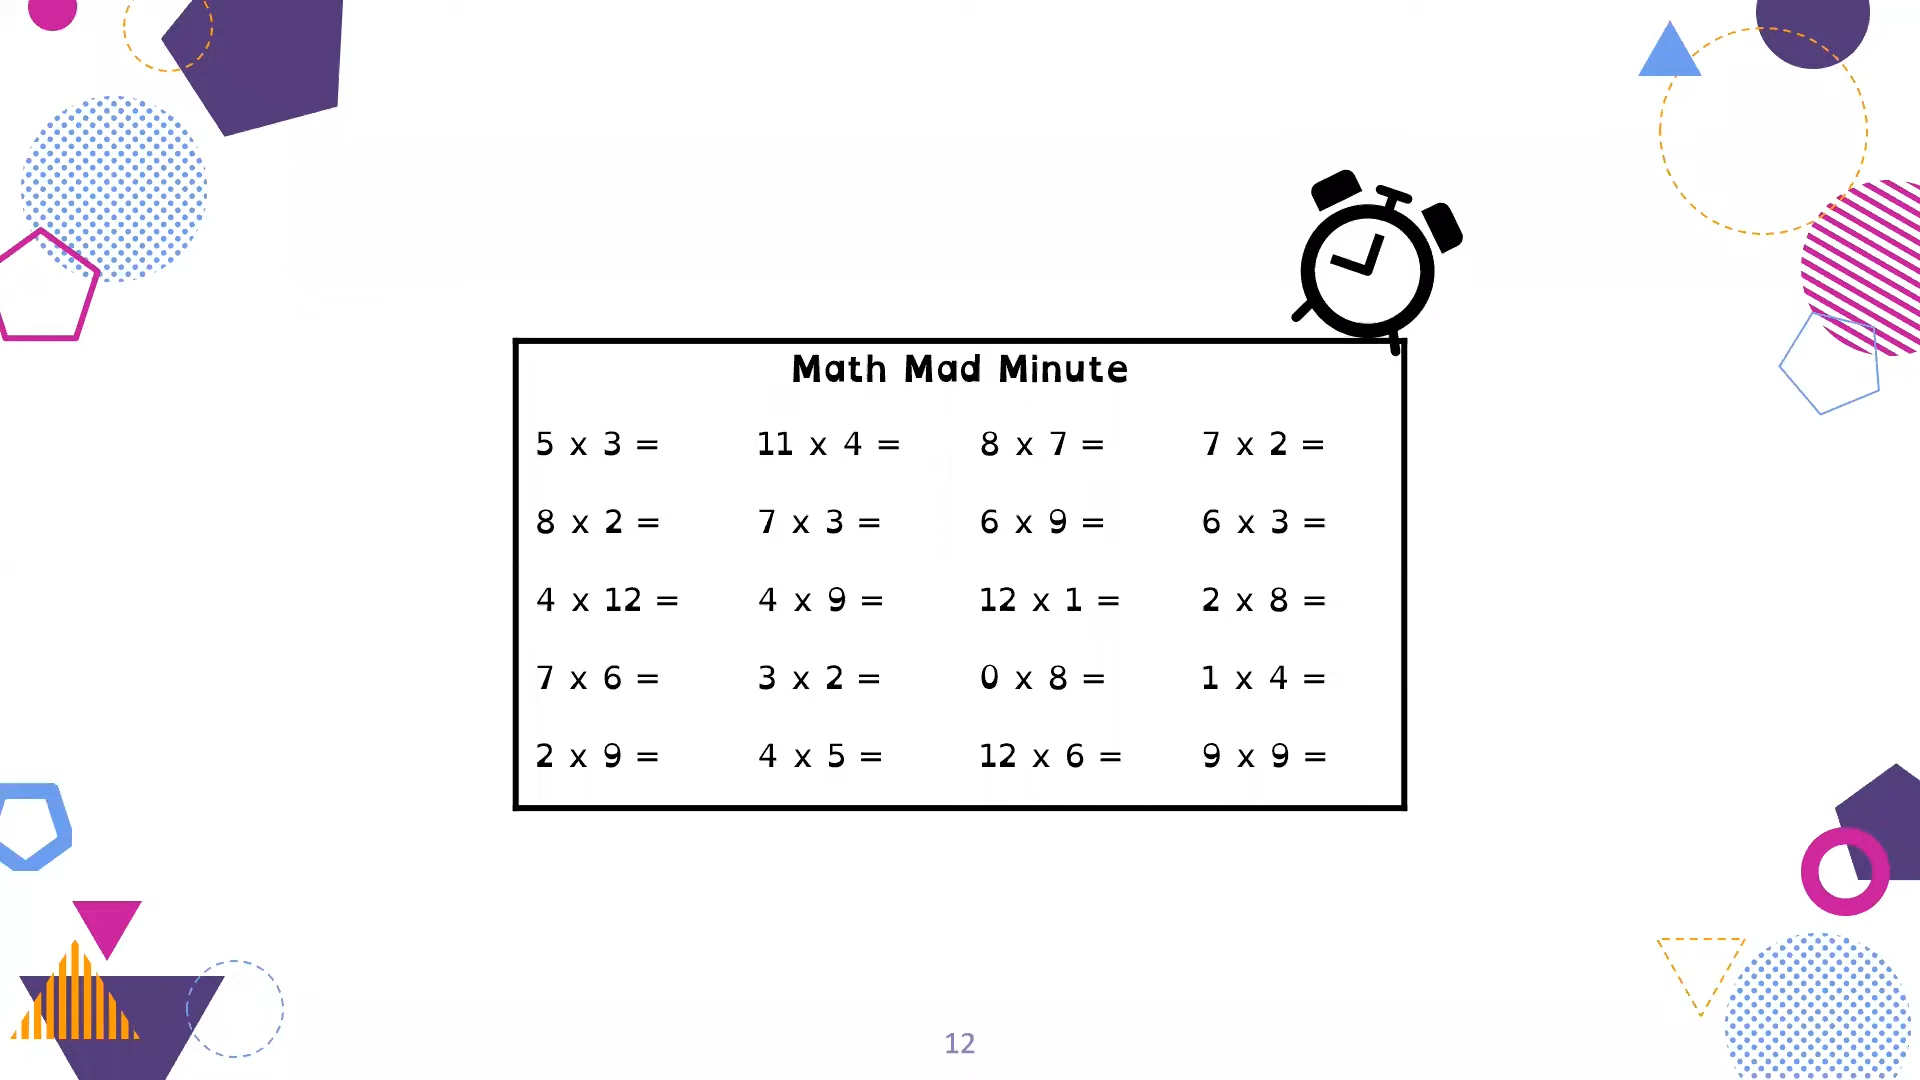 Math Mad Minute
5 x 3 = 11 x 4 = 8 x 7 = 7 x 2 =
8 x 2 = 7 x 3 = 6 x 9 = 6 x 3 =
4 x 12 = 4 x 9 = 12 x 1 = 2 x 8 =
7 x 6 = 3 x 2 = 0 x 8 = 1 x 4 =
2 x 9 = 4 x 5 = 12 x 6 = 9 x 9 =
12